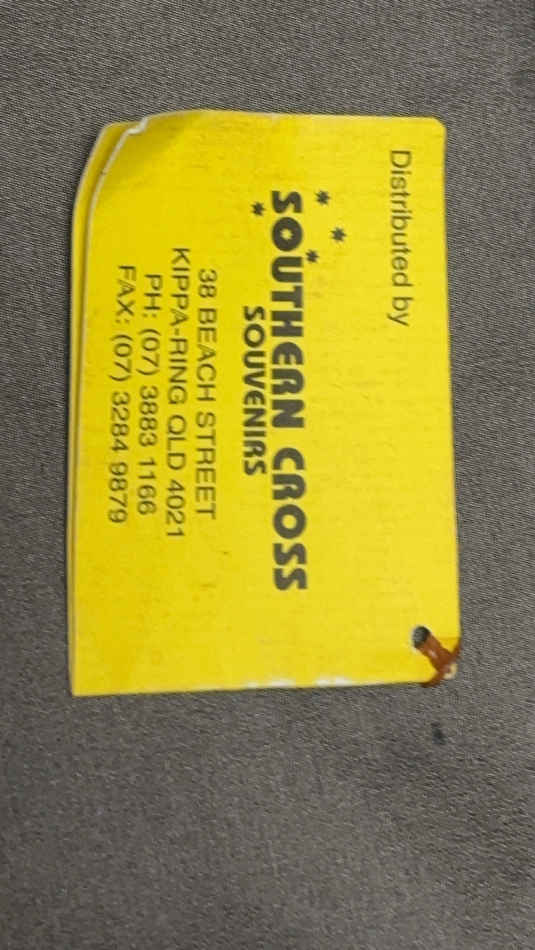 Distributed by
SOUTHERN CROSS
SOUVENIRS
38 BEACH STREET
KIPPA-RING QLD 4021
PH: (07) 3883 1166
FAX: (07) 3284 9879